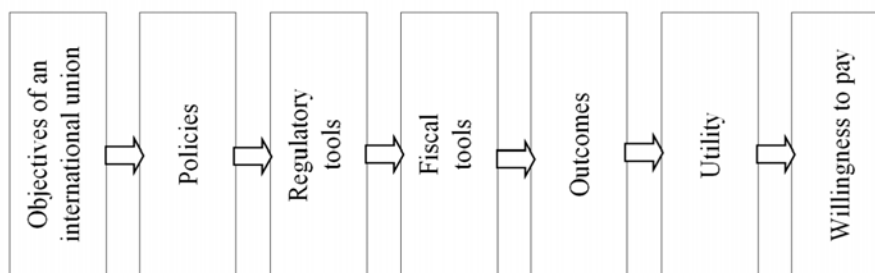 Objectives of an
international union
Policies
Regulatory
tools
Fiscal
tools
Outcomes
Utility
Willingness to pay